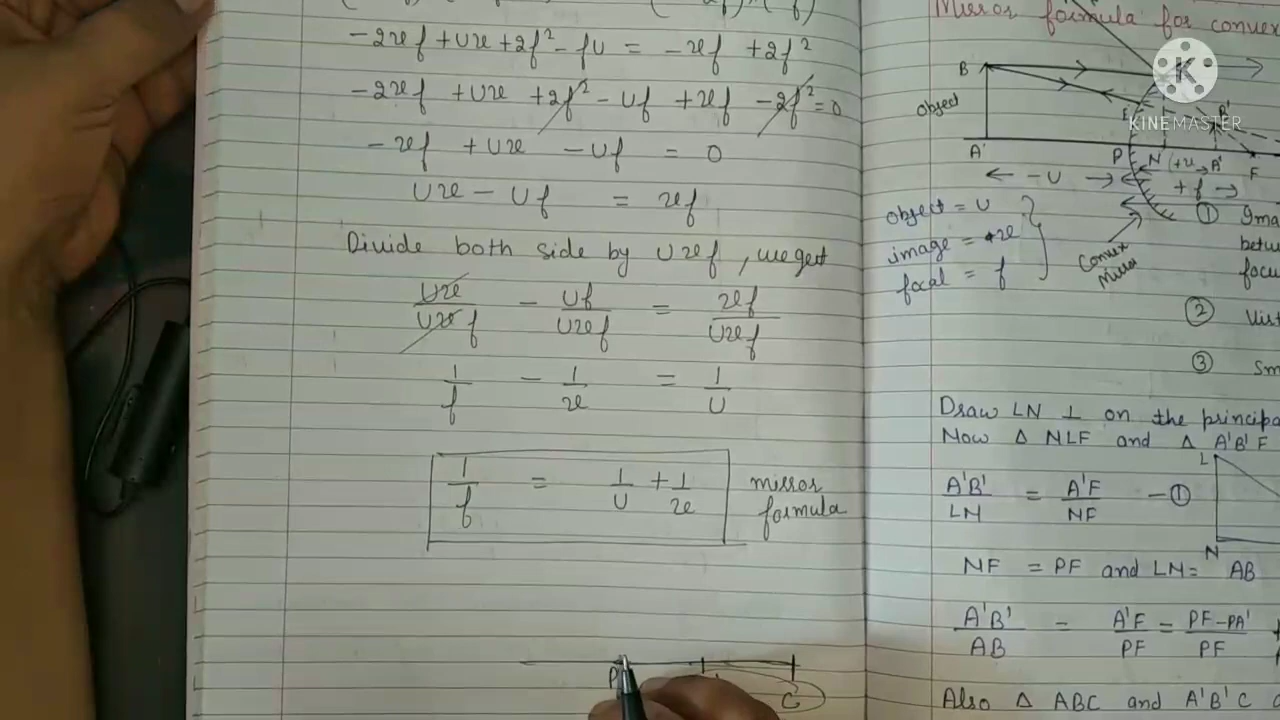 -2vf + Uv + 2f² - fU = -vf + 2f²
-2vf + Uv + 2f² - Uf + vf - 2f² = 0
-vf + Uv - Uf = 0
Uv - Uf = vf
Divide both side by Uvf, we get
Uv/Uvf - Uf/Uvf = vf/Uvf
1/f - 1/v = 1/U
1/f = 1/U + 1/v
mirror
formula
P
C
Mirror formula for convex
B
object
A'
P N (+v A' F
B'
← -U → + f →
KINEMASTER
K
object = U
image = +v
focal = f
Convex
mirror
① Ima
betw
focu
②
③ Sm
Draw LN ⊥ on the principa
Now Δ NLF and Δ A'B'F
L
A'B'/LN = A'F/NF - ①
N
NF = PF and LN = AB
A'B'/AB = A'F/PF = PF-PA'/PF
Also Δ ABC and A'B'C